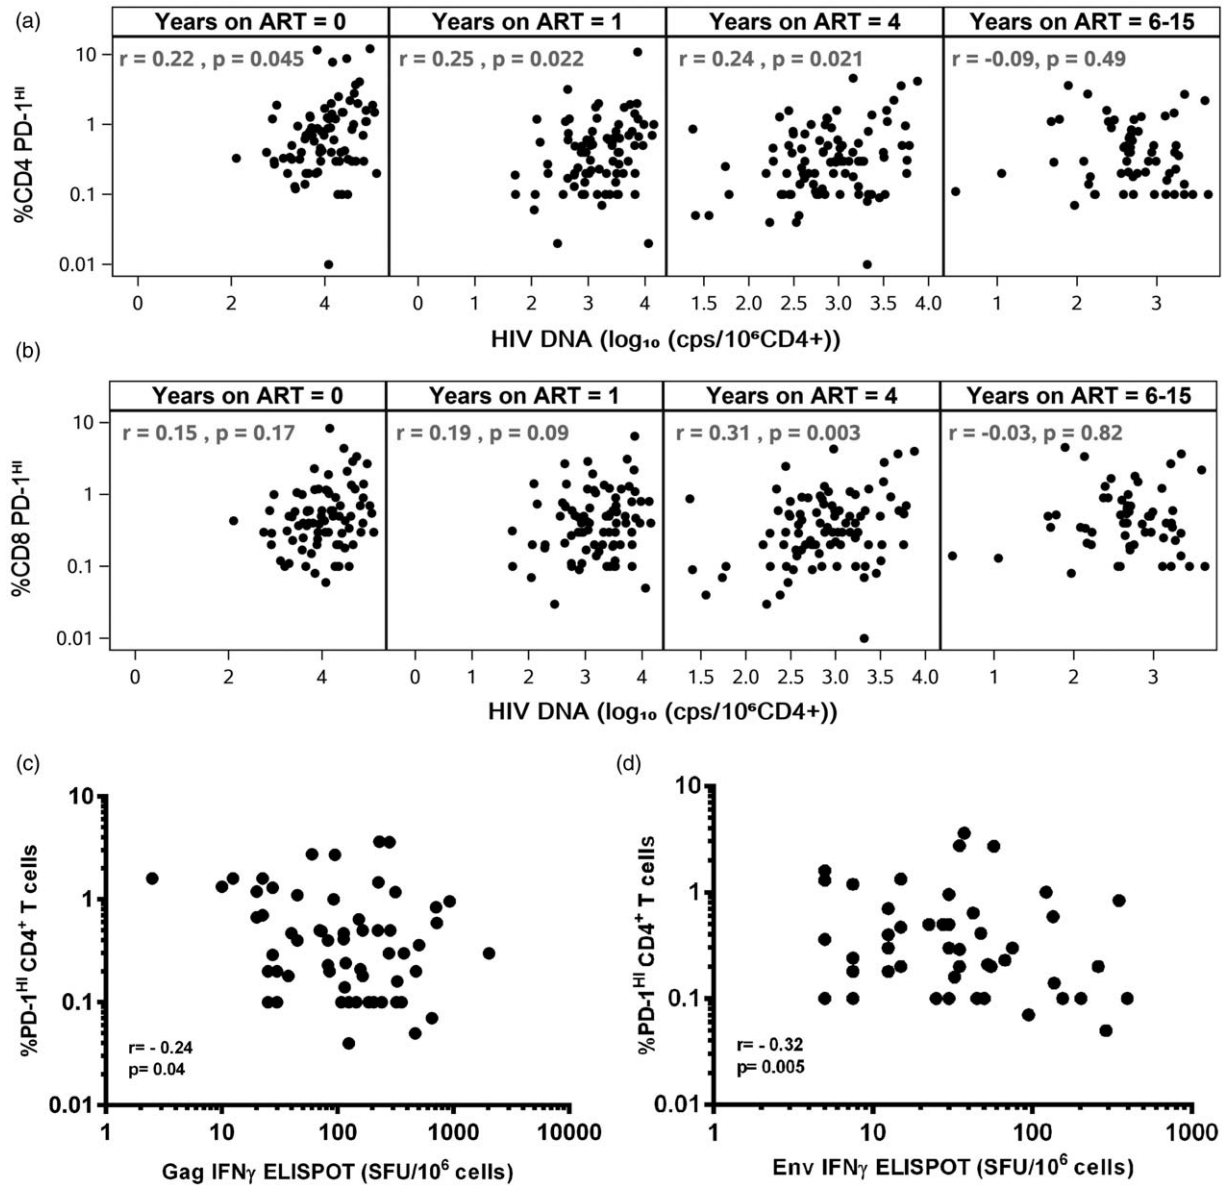 (a)
Years on ART = 0 Years on ART = 1 Years on ART = 4 Years on ART = 6-15
r = 0.22 , p = 0.045 r = 0.25 , p = 0.022 r = 0.24 , p = 0.021 r = -0.09, p = 0.49
%CD4 PD-1ᴴᴵ
10
1
0.1
0.01
0 2 4 0 1 2 3 4 1.5 2.0 2.5 3.0 3.5 4.0 1 2 3
HIV DNA (log₁₀ (cps/10⁶CD4+))
(b)
Years on ART = 0 Years on ART = 1 Years on ART = 4 Years on ART = 6-15
r = 0.15 , p = 0.17 r = 0.19 , p = 0.09 r = 0.31 , p = 0.003 r = -0.03, p = 0.82
%CD8 PD-1ᴴᴵ
10
1
0.1
0.01
0 2 4 0 1 2 3 4 1.5 2.0 2.5 3.0 3.5 4.0 1 2 3
HIV DNA (log₁₀ (cps/10⁶CD4+))
(c)
%PD-1ᴴᴵ CD4⁺ T cells
10
1
0.1
0.01
r= - 0.24
p= 0.04
1 10 100 1000 10000
Gag IFNγ ELISPOT (SFU/10⁶ cells)
(d)
%PD-1ᴴᴵ CD4⁺ T cells
10
1
0.1
0.01
r= - 0.32
p= 0.005
1 10 100 1000
Env IFNγ ELISPOT (SFU/10⁶ cells)